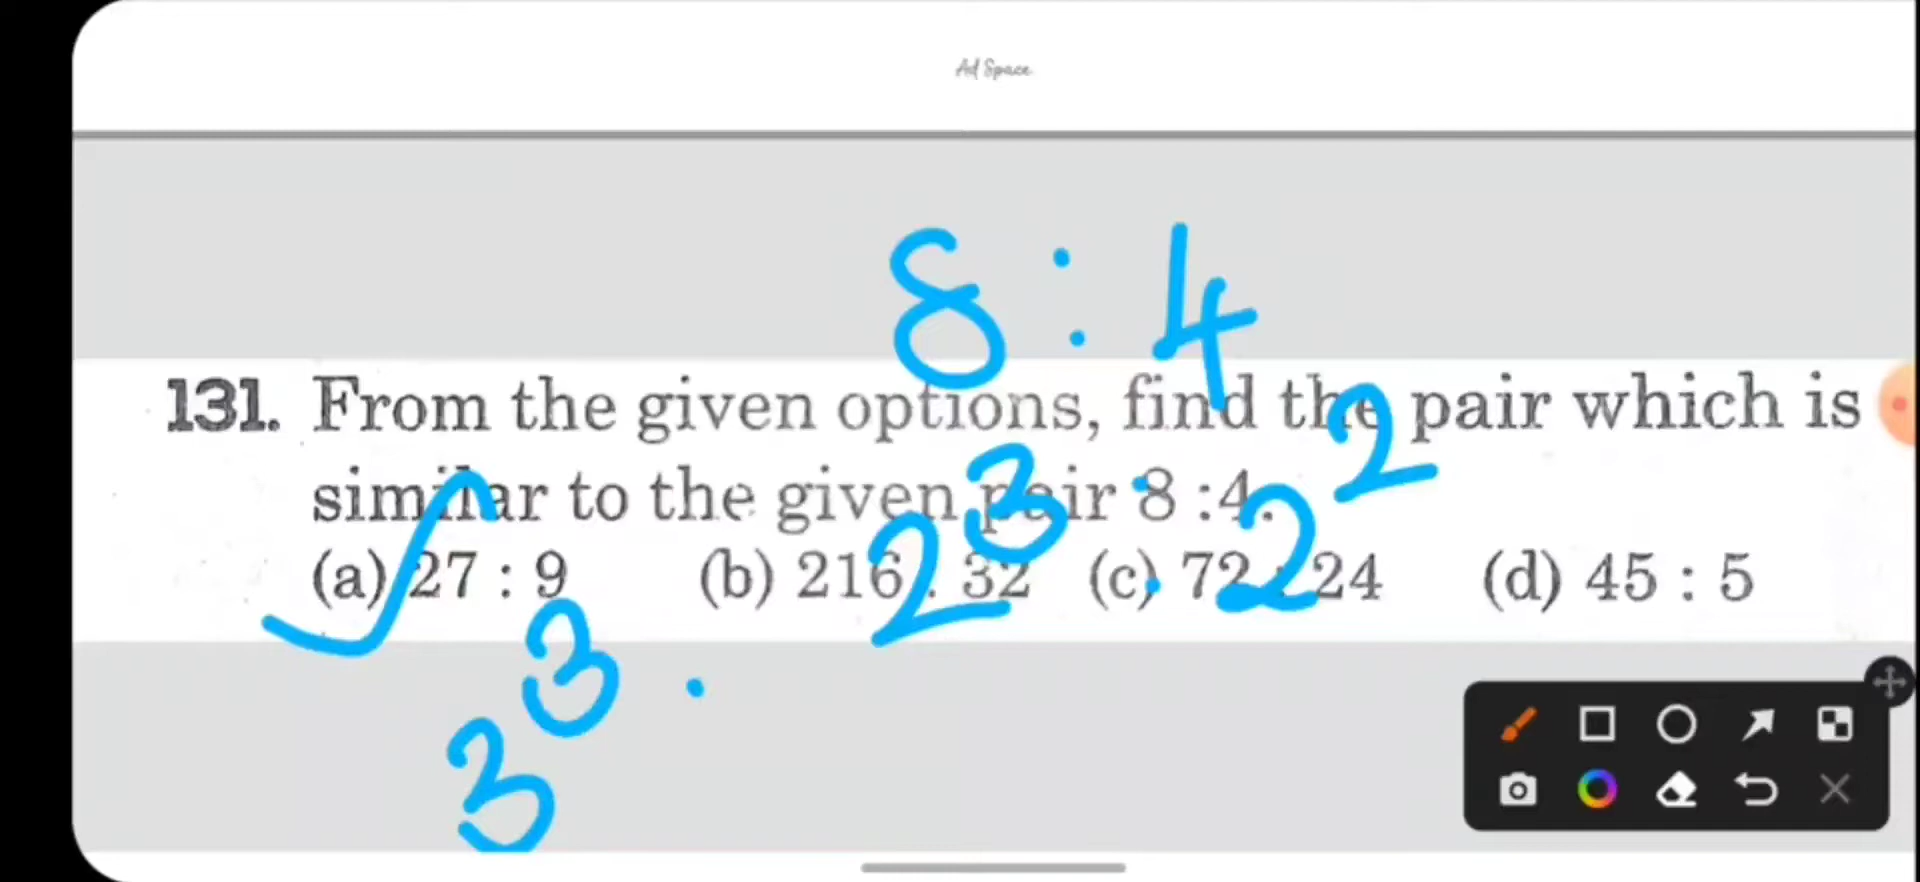 Ad Space
8 : 4
131. From the given options, find the pair which is
similar to the given pair 8 :4.
2³ : 2²
(a) 27 : 9 (b) 216 : 32 (c) 72 : 24 (d) 45 : 5
3³ .